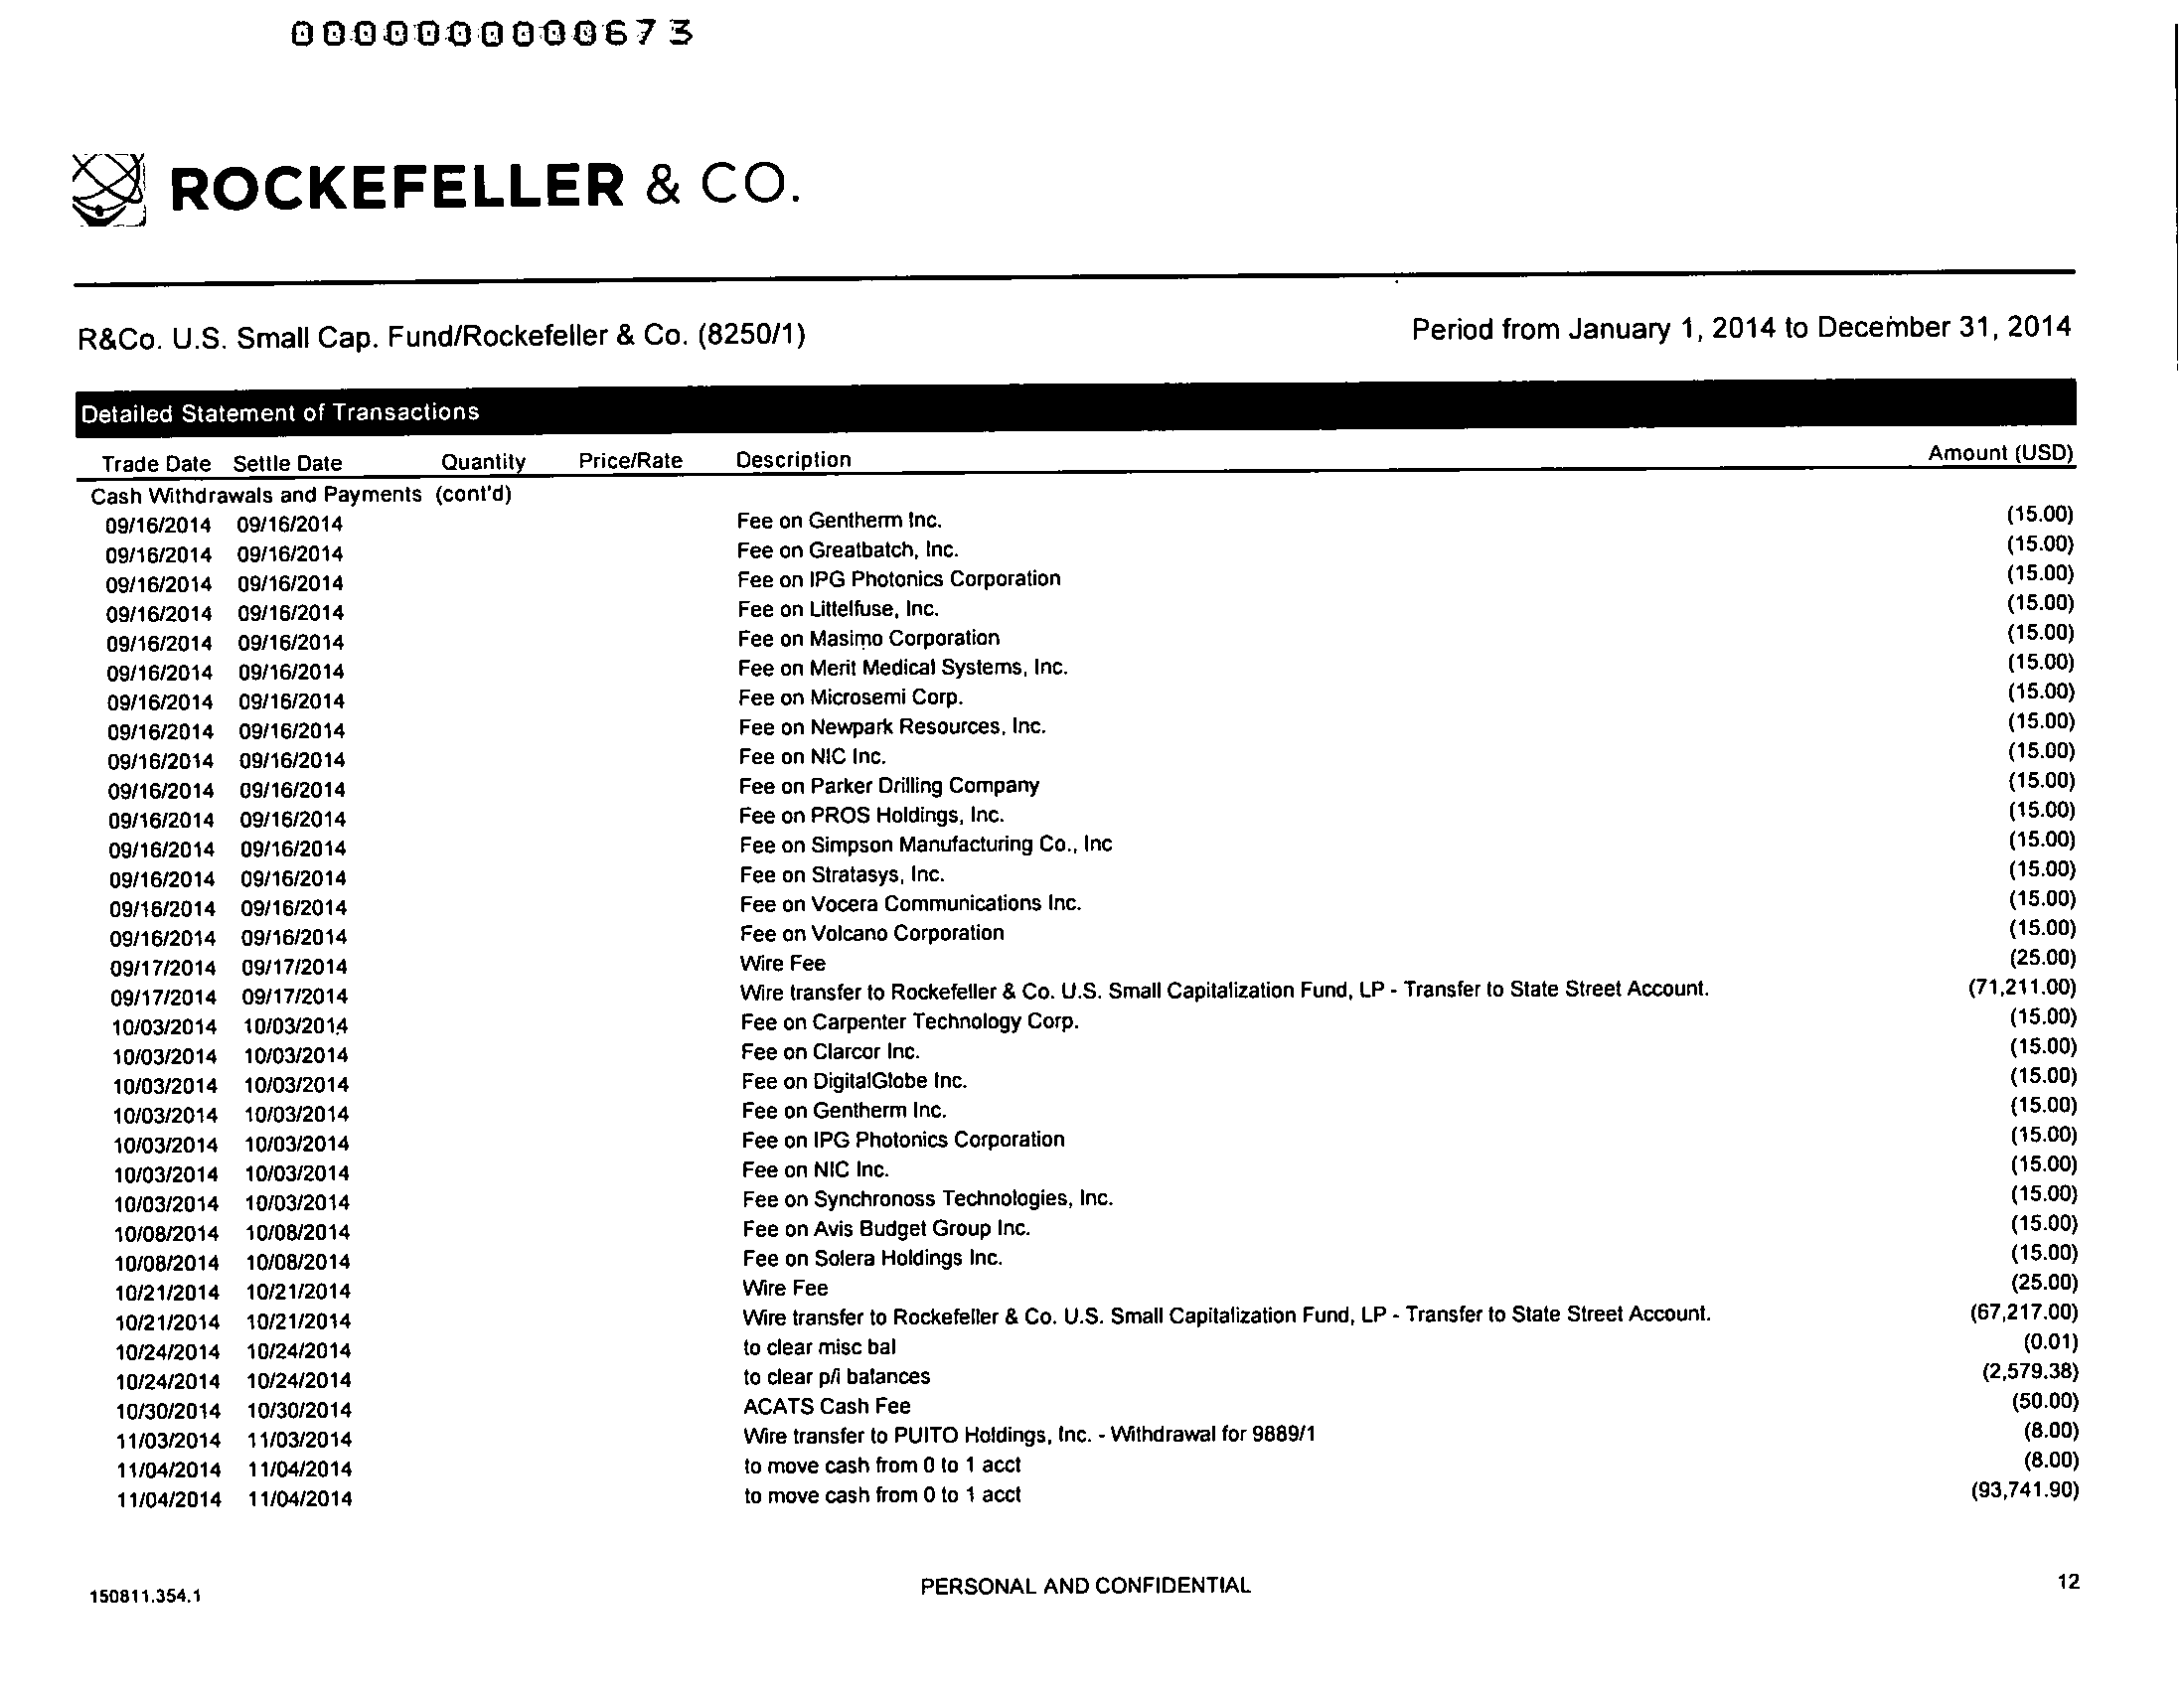 0000000000673
ROCKEFELLER & CO.
R&Co. U.S. Small Cap. Fund/Rockefeller & Co. (8250/1) Period from January 1, 2014 to December 31, 2014
Detailed Statement of Transactions
Trade Date Settle Date Quantity Price/Rate Description Amount (USD)
Cash Withdrawals and Payments (cont'd)
09/16/2014 09/16/2014 Fee on Gentherm Inc. (15.00)
09/16/2014 09/16/2014 Fee on Greatbatch, Inc. (15.00)
09/16/2014 09/16/2014 Fee on IPG Photonics Corporation (15.00)
09/16/2014 09/16/2014 Fee on Littelfuse, Inc. (15.00)
09/16/2014 09/16/2014 Fee on Masimo Corporation (15.00)
09/16/2014 09/16/2014 Fee on Merit Medical Systems, Inc. (15.00)
09/16/2014 09/16/2014 Fee on Microsemi Corp. (15.00)
09/16/2014 09/16/2014 Fee on Newpark Resources, Inc. (15.00)
09/16/2014 09/16/2014 Fee on NIC Inc. (15.00)
09/16/2014 09/16/2014 Fee on Parker Drilling Company (15.00)
09/16/2014 09/16/2014 Fee on PROS Holdings, Inc. (15.00)
09/16/2014 09/16/2014 Fee on Simpson Manufacturing Co., Inc (15.00)
09/16/2014 09/16/2014 Fee on Stratasys, Inc. (15.00)
09/16/2014 09/16/2014 Fee on Vocera Communications Inc. (15.00)
09/16/2014 09/16/2014 Fee on Volcano Corporation (15.00)
09/17/2014 09/17/2014 Wire Fee (25.00)
09/17/2014 09/17/2014 Wire transfer to Rockefeller & Co. U.S. Small Capitalization Fund, LP - Transfer to State Street Account. (71,211.00)
10/03/2014 10/03/2014 Fee on Carpenter Technology Corp. (15.00)
10/03/2014 10/03/2014 Fee on Clarcor Inc. (15.00)
10/03/2014 10/03/2014 Fee on DigitalGlobe Inc. (15.00)
10/03/2014 10/03/2014 Fee on Gentherm Inc. (15.00)
10/03/2014 10/03/2014 Fee on IPG Photonics Corporation (15.00)
10/03/2014 10/03/2014 Fee on NIC Inc. (15.00)
10/03/2014 10/03/2014 Fee on Synchronoss Technologies, Inc. (15.00)
10/08/2014 10/08/2014 Fee on Avis Budget Group Inc. (15.00)
10/08/2014 10/08/2014 Fee on Solera Holdings Inc. (15.00)
10/21/2014 10/21/2014 Wire Fee (25.00)
10/21/2014 10/21/2014 Wire transfer to Rockefeller & Co. U.S. Small Capitalization Fund, LP - Transfer to State Street Account. (67,217.00)
10/24/2014 10/24/2014 to clear misc bal (0.01)
10/24/2014 10/24/2014 to clear p/i balances (2,579.38)
10/30/2014 10/30/2014 ACATS Cash Fee (50.00)
11/03/2014 11/03/2014 Wire transfer to PUITO Holdings, Inc. - Withdrawal for 9889/1 (8.00)
11/04/2014 11/04/2014 to move cash from 0 to 1 acct (8.00)
11/04/2014 11/04/2014 to move cash from 0 to 1 acct (93,741.90)
150811.354.1 PERSONAL AND CONFIDENTIAL 12